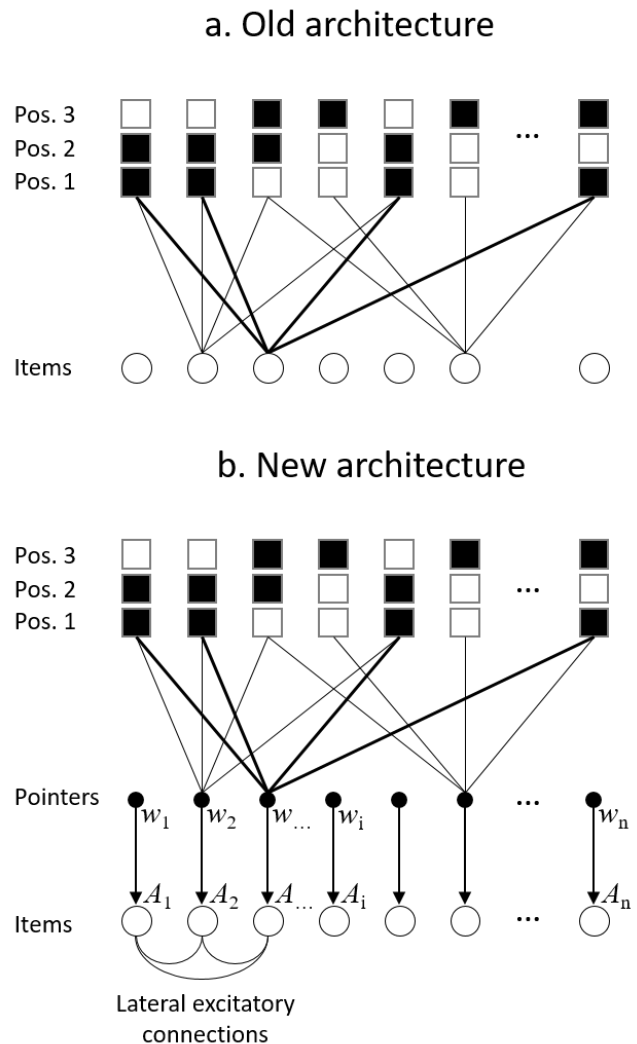 a. Old architecture
Pos. 3
Pos. 2
Pos. 1
...
Items
b. New architecture
Pos. 3
Pos. 2
Pos. 1
...
Pointers
w1 w2 w... wi ... wn
A1 A2 A... Ai An
Items ...
Lateral excitatory
connections